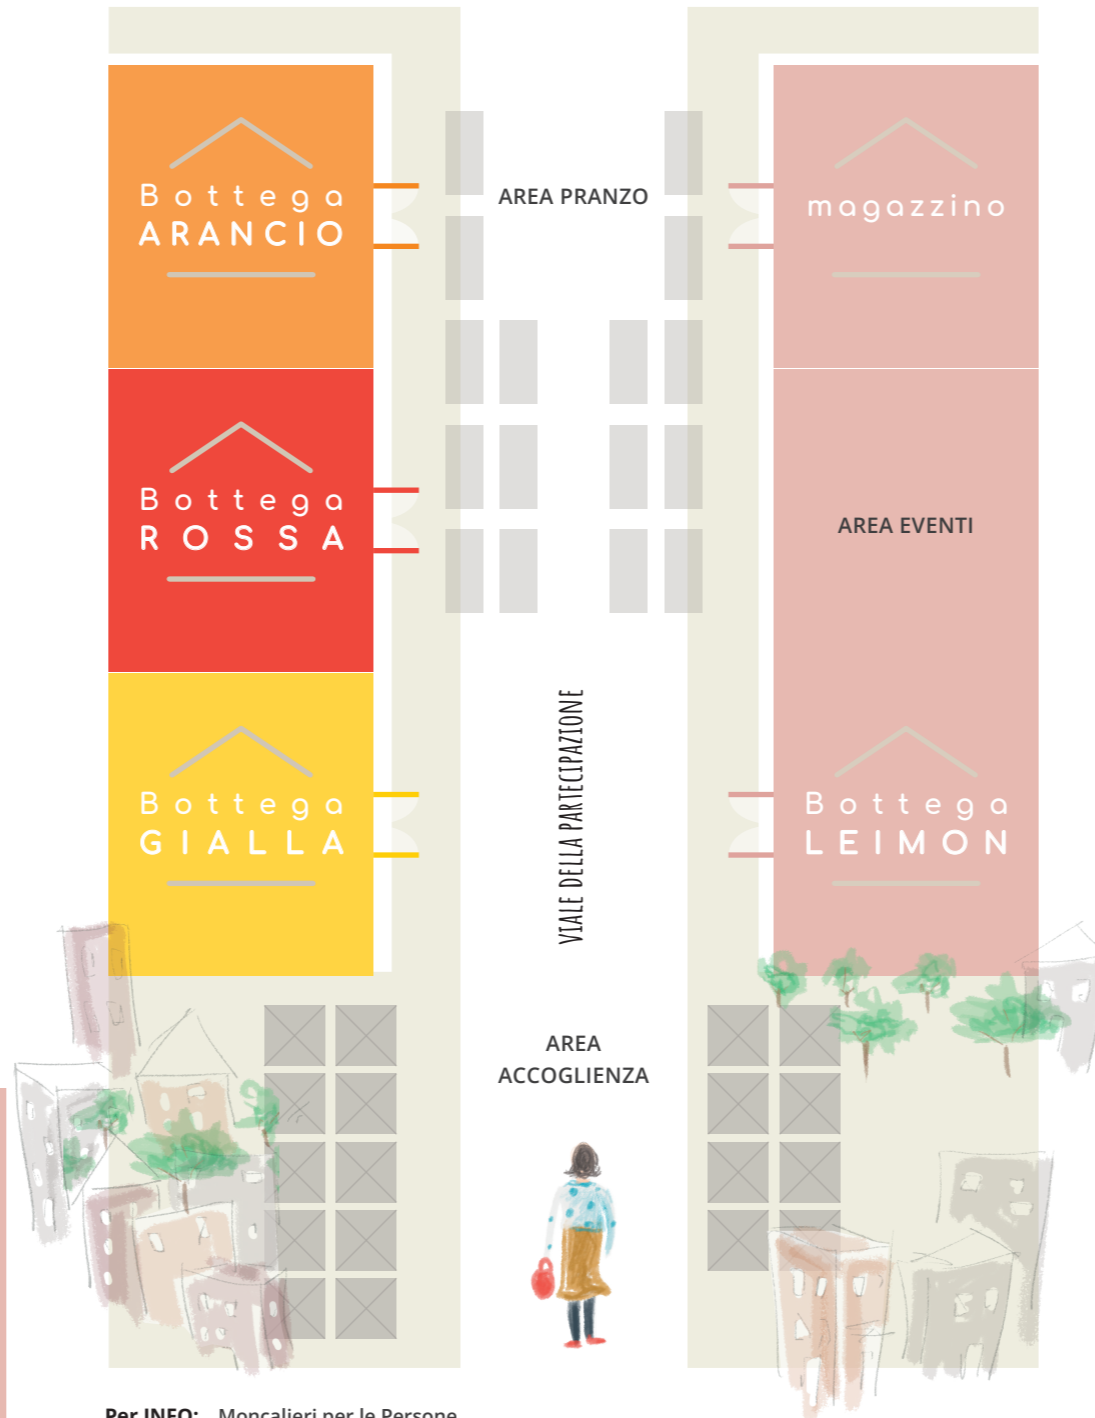 Bottega
ARANCIO
AREA PRANZO
magazzino
Bottega
ROSSA
AREA EVENTI
VIALE DELLA PARTECIPAZIONE
Bottega
GIALLA
Bottega
LEIMON
AREA
ACCOGLIENZA
Per INFO: Moncalieri per le Persone